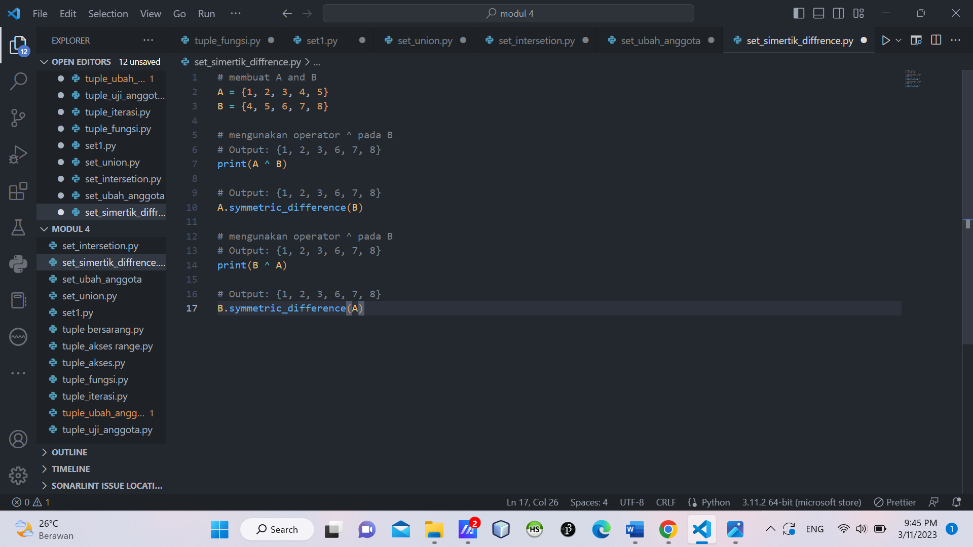 File Edit Selection View Go Run ··· modul 4
EXPLORER ···
OPEN EDITORS 12 unsaved
tuple_ubah_... 1
tuple_uji_anggot...
tuple_iterasi.py
tuple_fungsi.py
set1.py
set_union.py
set_intersetion.py
set_ubah_anggota
set_simertik_diffr...
MODUL 4
set_intersetion.py
set_simertik_diffrence....
set_ubah_anggota
set_union.py
set1.py
tuple bersarang.py
tuple_akses range.py
tuple_akses.py
tuple_fungsi.py
tuple_iterasi.py
tuple_ubah_angg... 1
tuple_uji_anggota.py
OUTLINE
TIMELINE
SONARLINT ISSUE LOCATI...
12
tuple_fungsi.py set1.py set_union.py set_intersetion.py set_ubah_anggota set_simertik_diffrence.py ···
set_simertik_diffrence.py > ...
1 # membuat A and B
2 A = {1, 2, 3, 4, 5}
3 B = {4, 5, 6, 7, 8}
4
5 # mengunakan operator ^ pada B
6 # Output: {1, 2, 3, 6, 7, 8}
7 print(A ^ B)
8
9 # Output: {1, 2, 3, 6, 7, 8}
10 A.symmetric_difference(B)
11
12 # mengunakan operator ^ pada B
13 # Output: {1, 2, 3, 6, 7, 8}
14 print(B ^ A)
15
16 # Output: {1, 2, 3, 6, 7, 8}
17 B.symmetric_difference(A)
0 1 Ln 17, Col 26 Spaces: 4 UTF-8 CRLF Python 3.11.2 64-bit (microsoft store) Prettier
26°C
Berawan
Search
2
ENG
9:45 PM
3/11/2023
1